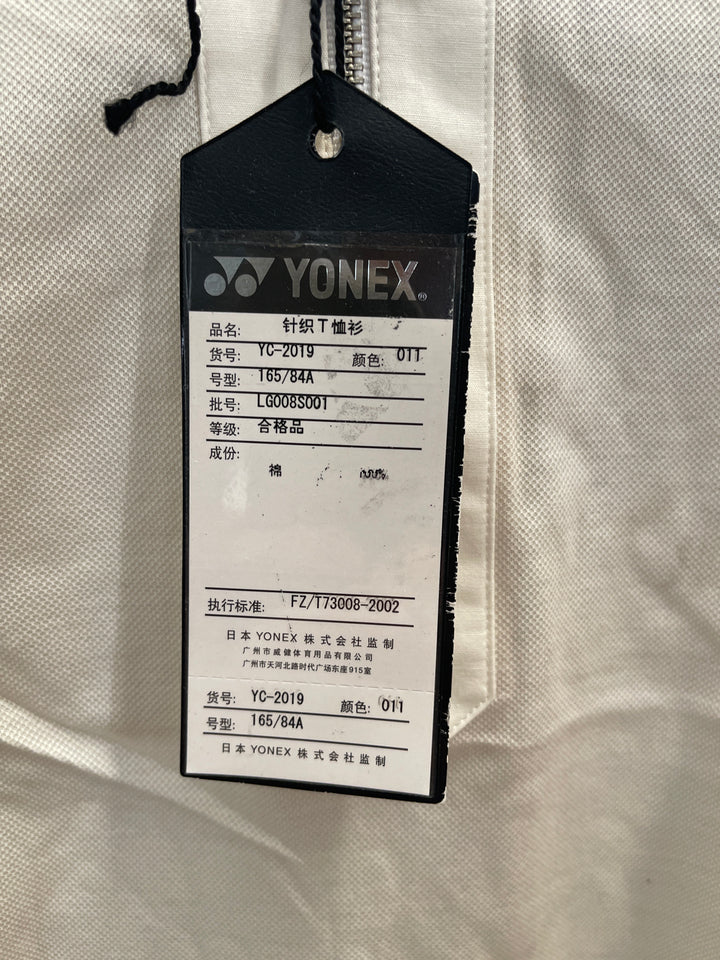 YONEX®
品名: 针织T恤衫
货号: YC-2019 颜色: 011
号型: 165/84A
批号: LG008S001
等级: 合格品
成份:
棉
执行标准: FZ/T73008-2002
日本 YONEX 株式会社监制
广州市威健体育用品有限公司
广州市天河北路时代广场东座915室
货号: YC-2019 颜色: 011
号型: 165/84A
日本 YONEX 株式会社监制